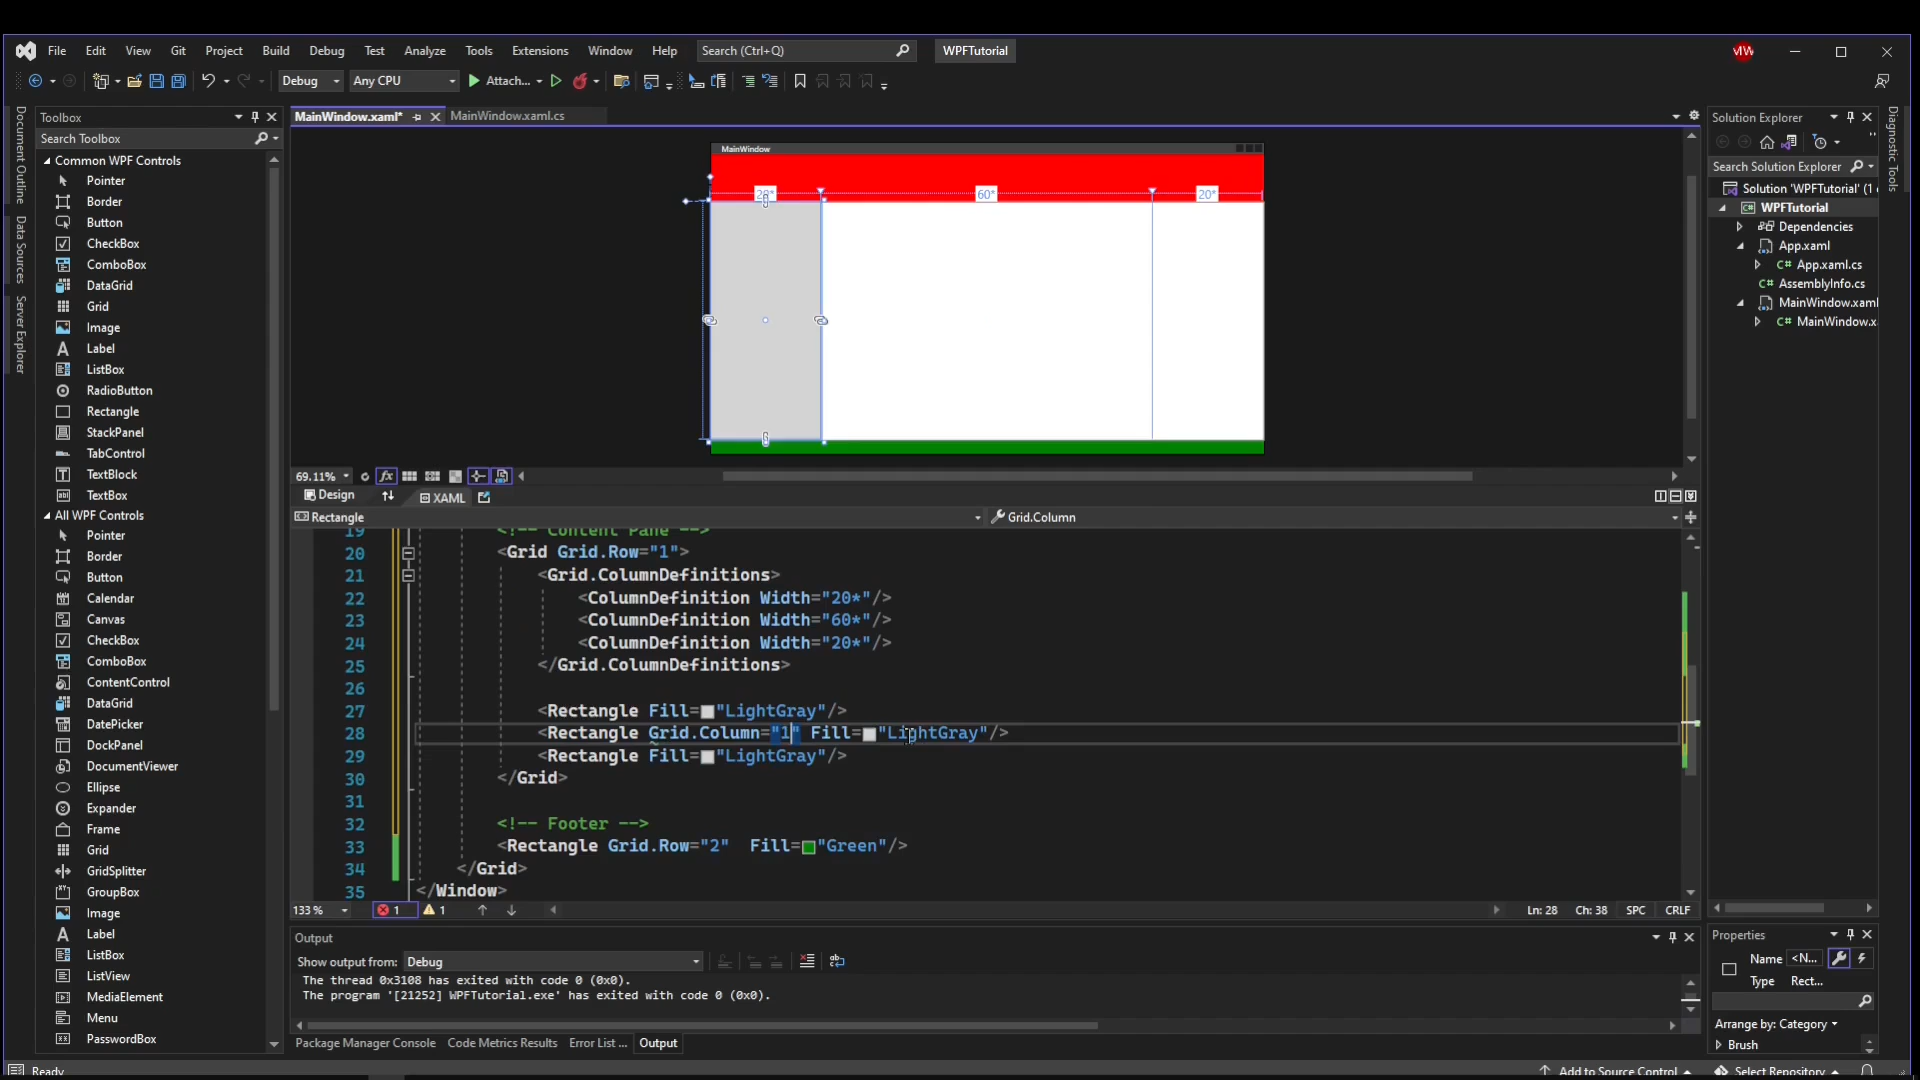 File Edit View Git Project Build Debug Test Analyze Tools Extensions Window Help Search (Ctrl+Q) WPFTutorial MW
Debug Any CPU Attach...
Document Outline
Data Sources
Server Explorer
Toolbox
Search Toolbox
Common WPF Controls
Pointer
Border
Button
CheckBox
ComboBox
DataGrid
Grid
Image
Label
ListBox
RadioButton
Rectangle
StackPanel
TabControl
TextBlock
TextBox
All WPF Controls
Pointer
Border
Button
Calendar
Canvas
CheckBox
ComboBox
ContentControl
DataGrid
DatePicker
DockPanel
DocumentViewer
Ellipse
Expander
Frame
Grid
GridSplitter
GroupBox
Image
Label
ListBox
ListView
MediaElement
Menu
PasswordBox
MainWindow.xaml* MainWindow.xaml.cs
MainWindow
20* 60* 20*
69.11% fx
Design XAML
Rectangle Grid.Column
19 <!-- Content Pane -->
20 <Grid Grid.Row="1">
21 <Grid.ColumnDefinitions>
22 <ColumnDefinition Width="20*"/>
23 <ColumnDefinition Width="60*"/>
24 <ColumnDefinition Width="20*"/>
25 </Grid.ColumnDefinitions>
26
27 <Rectangle Fill="LightGray"/>
28 <Rectangle Grid.Column="1" Fill="LightGray"/>
29 <Rectangle Fill="LightGray"/>
30 </Grid>
31
32 <!-- Footer -->
33 <Rectangle Grid.Row="2"  Fill="Green"/>
34 </Grid>
35 </Window>
133 % 1 1 Ln: 28 Ch: 38 SPC CRLF
Output
Show output from: Debug
The thread 0x3108 has exited with code 0 (0x0).
The program '[21252] WPFTutorial.exe' has exited with code 0 (0x0).
Package Manager Console Code Metrics Results Error List ... Output
Solution Explorer
Search Solution Explorer
Solution 'WPFTutorial' (1
WPFTutorial
Dependencies
App.xaml
C# App.xaml.cs
C# AssemblyInfo.cs
MainWindow.xaml
C# MainWindow.x
Diagnostic Tools
Properties
Name <N...
Type Rect...
Arrange by: Category
Brush
Ready Add to Source Control Select Repository